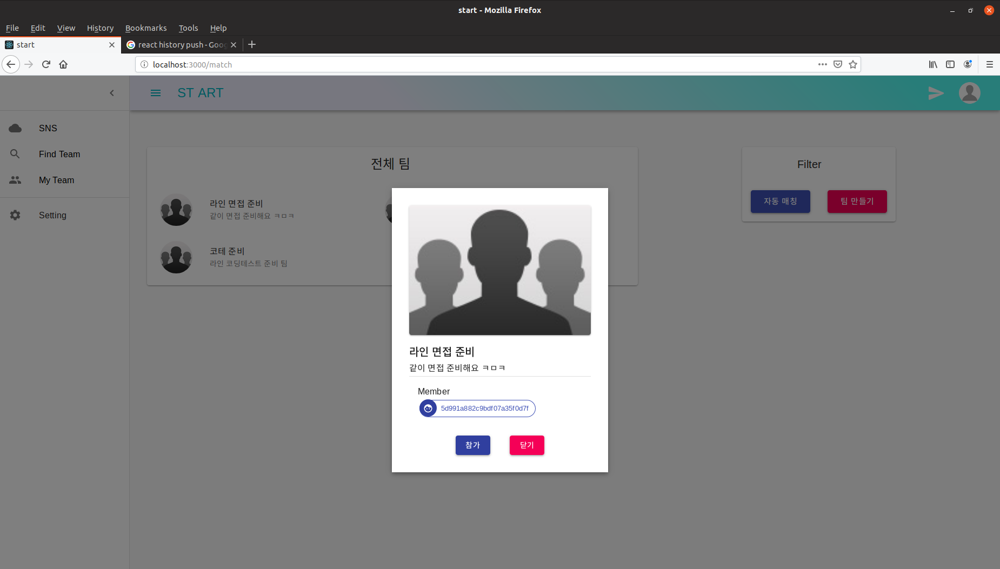 start - Mozilla Firefox
File Edit View History Bookmarks Tools Help
start
react history push - Goog
localhost:3000/match
ST ART
SNS
Find Team
My Team
Setting
전체 팀
라인 면접 준비
같이 면접 준비해요 ㅋㅁㅋ
코테 준비
라인 코딩테스트 준비 팀
Filter
자동 매칭 팀 만들기
라인 면접 준비
같이 면접 준비해요 ㅋㅁㅋ
Member
5d991a882c9bdf07a35f0d7f
참가 닫기